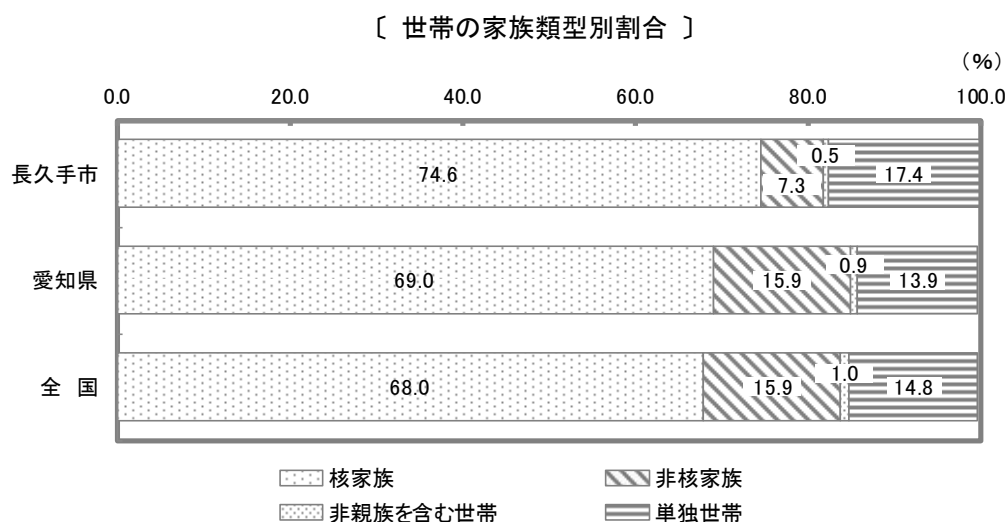 〔 世帯の家族類型別割合 〕
（％）
0.0 20.0 40.0 60.0 80.0 100.0
長久手市 74.6 7.3 0.5 17.4
愛知県 69.0 15.9 0.9 13.9
全 国 68.0 15.9 1.0 14.8
核家族 非核家族
非親族を含む世帯 単独世帯